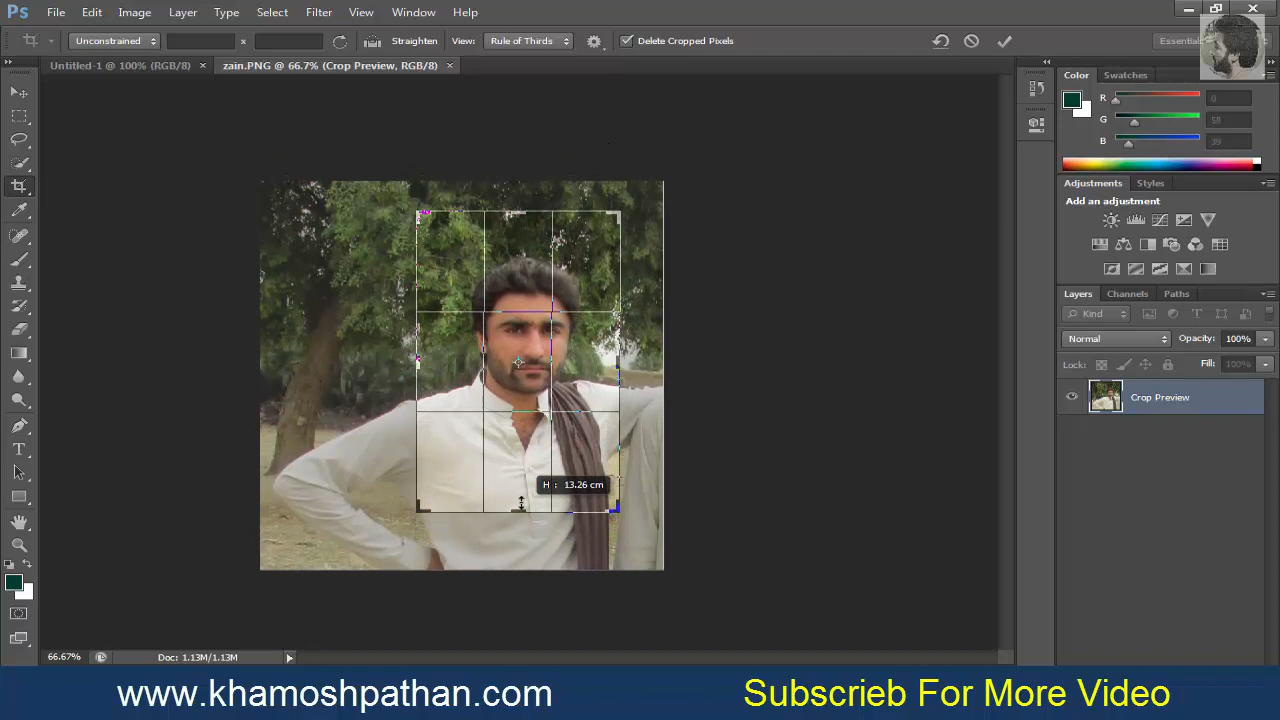 Ps File Edit Image Layer Type Select Filter View Window Help
Unconstrained x Straighten View: Rule of Thirds Delete Cropped Pixels Essentials
Untitled-1 @ 100% (RGB/8) × zain.PNG @ 66.7% (Crop Preview, RGB/8) ×
Color Swatches
R 0
G 58
B 39
Adjustments Styles
Add an adjustment
Layers Channels Paths
Kind
Normal Opacity: 100%
Lock: Fill: 100%
Crop Preview
H : 13.26 cm
66.67% Doc: 1.13M/1.13M
www.khamoshpathan.com Subscrieb For More Video